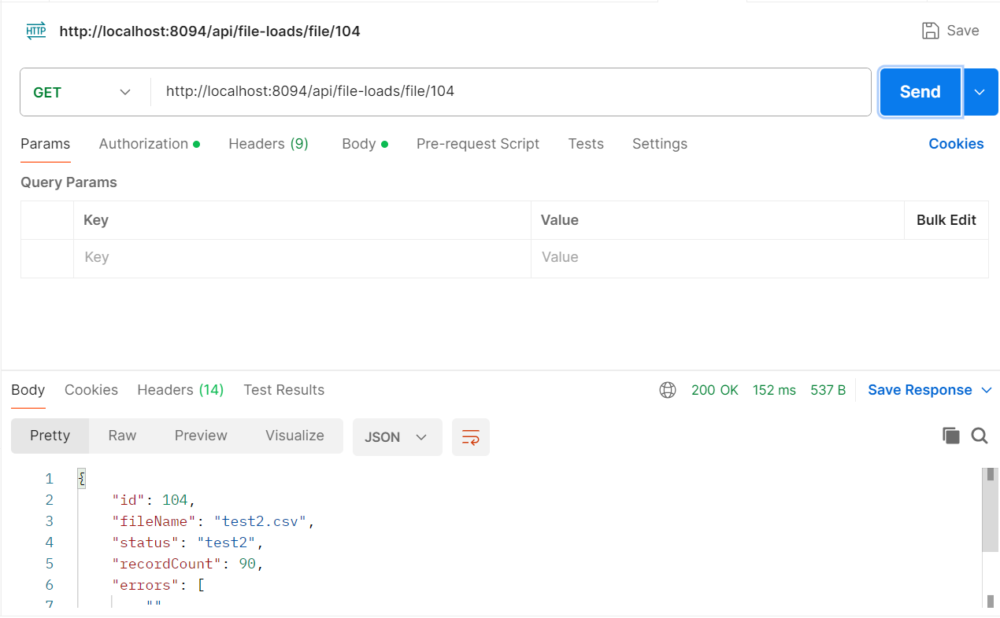 HTTP http://localhost:8094/api/file-loads/file/104 Save
GET http://localhost:8094/api/file-loads/file/104 Send
Params Authorization Headers (9) Body Pre-request Script Tests Settings Cookies
Query Params
Key Value Bulk Edit
Key Value
Body Cookies Headers (14) Test Results 200 OK 152 ms 537 B Save Response
Pretty Raw Preview Visualize JSON
1 {
2 "id": 104,
3 "fileName": "test2.csv",
4 "status": "test2",
5 "recordCount": 90,
6 "errors": [
7 ""